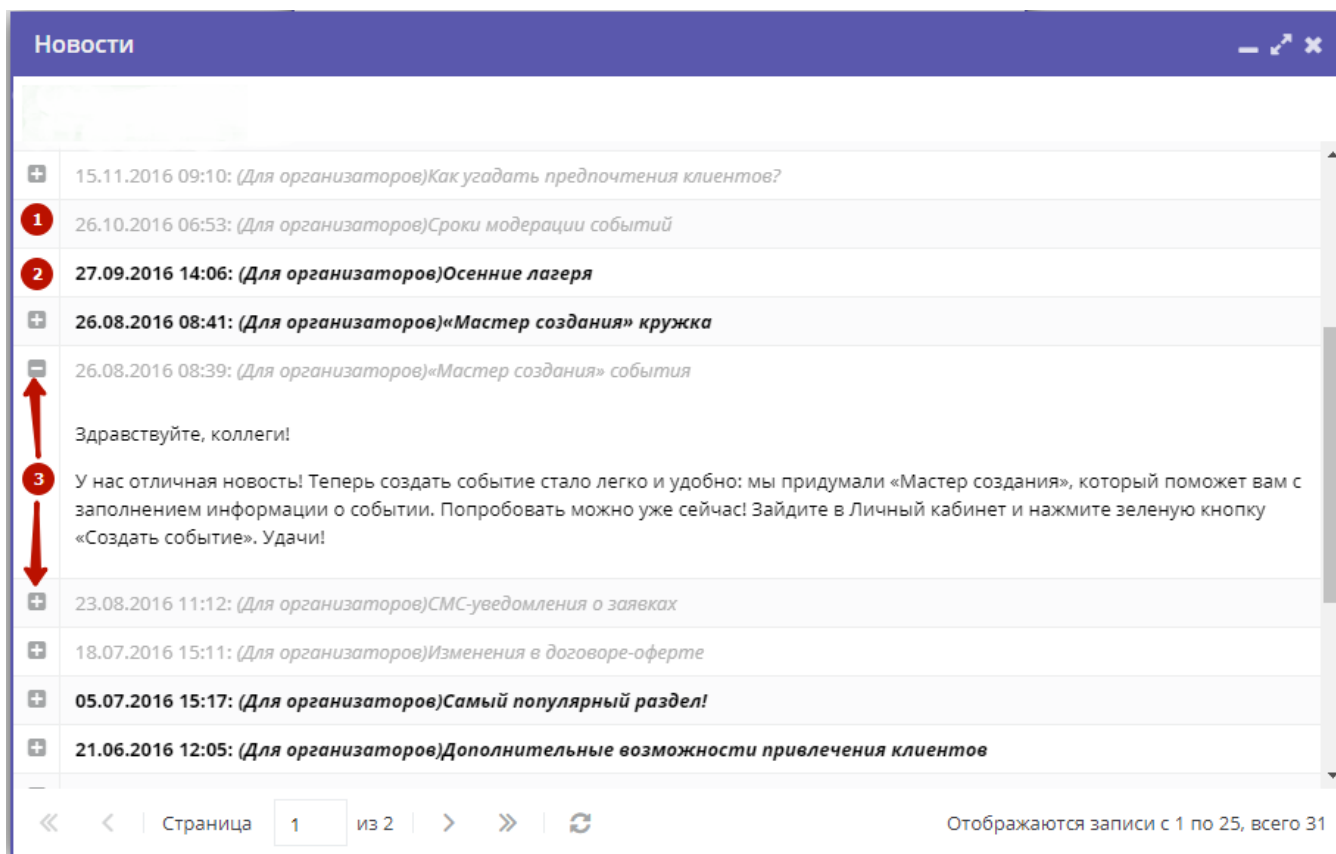 Новости
15.11.2016 09:10: (Для организаторов)Как угадать предпочтения клиентов?
1
26.10.2016 06:53: (Для организаторов)Сроки модерации событий
2
27.09.2016 14:06: (Для организаторов)Осенние лагеря
26.08.2016 08:41: (Для организаторов)«Мастер создания» кружка
26.08.2016 08:39: (Для организаторов)«Мастер создания» события
Здравствуйте, коллеги!
3
У нас отличная новость! Теперь создать событие стало легко и удобно: мы придумали «Мастер создания», который поможет вам с
заполнением информации о событии. Попробовать можно уже сейчас! Зайдите в Личный кабинет и нажмите зеленую кнопку
«Создать событие». Удачи!
23.08.2016 11:12: (Для организаторов)СМС-уведомления о заявках
18.07.2016 15:11: (Для организаторов)Изменения в договоре-оферте
05.07.2016 15:17: (Для организаторов)Самый популярный раздел!
21.06.2016 12:05: (Для организаторов)Дополнительные возможности привлечения клиентов
Страница 1 из 2 Отображаются записи с 1 по 25, всего 31